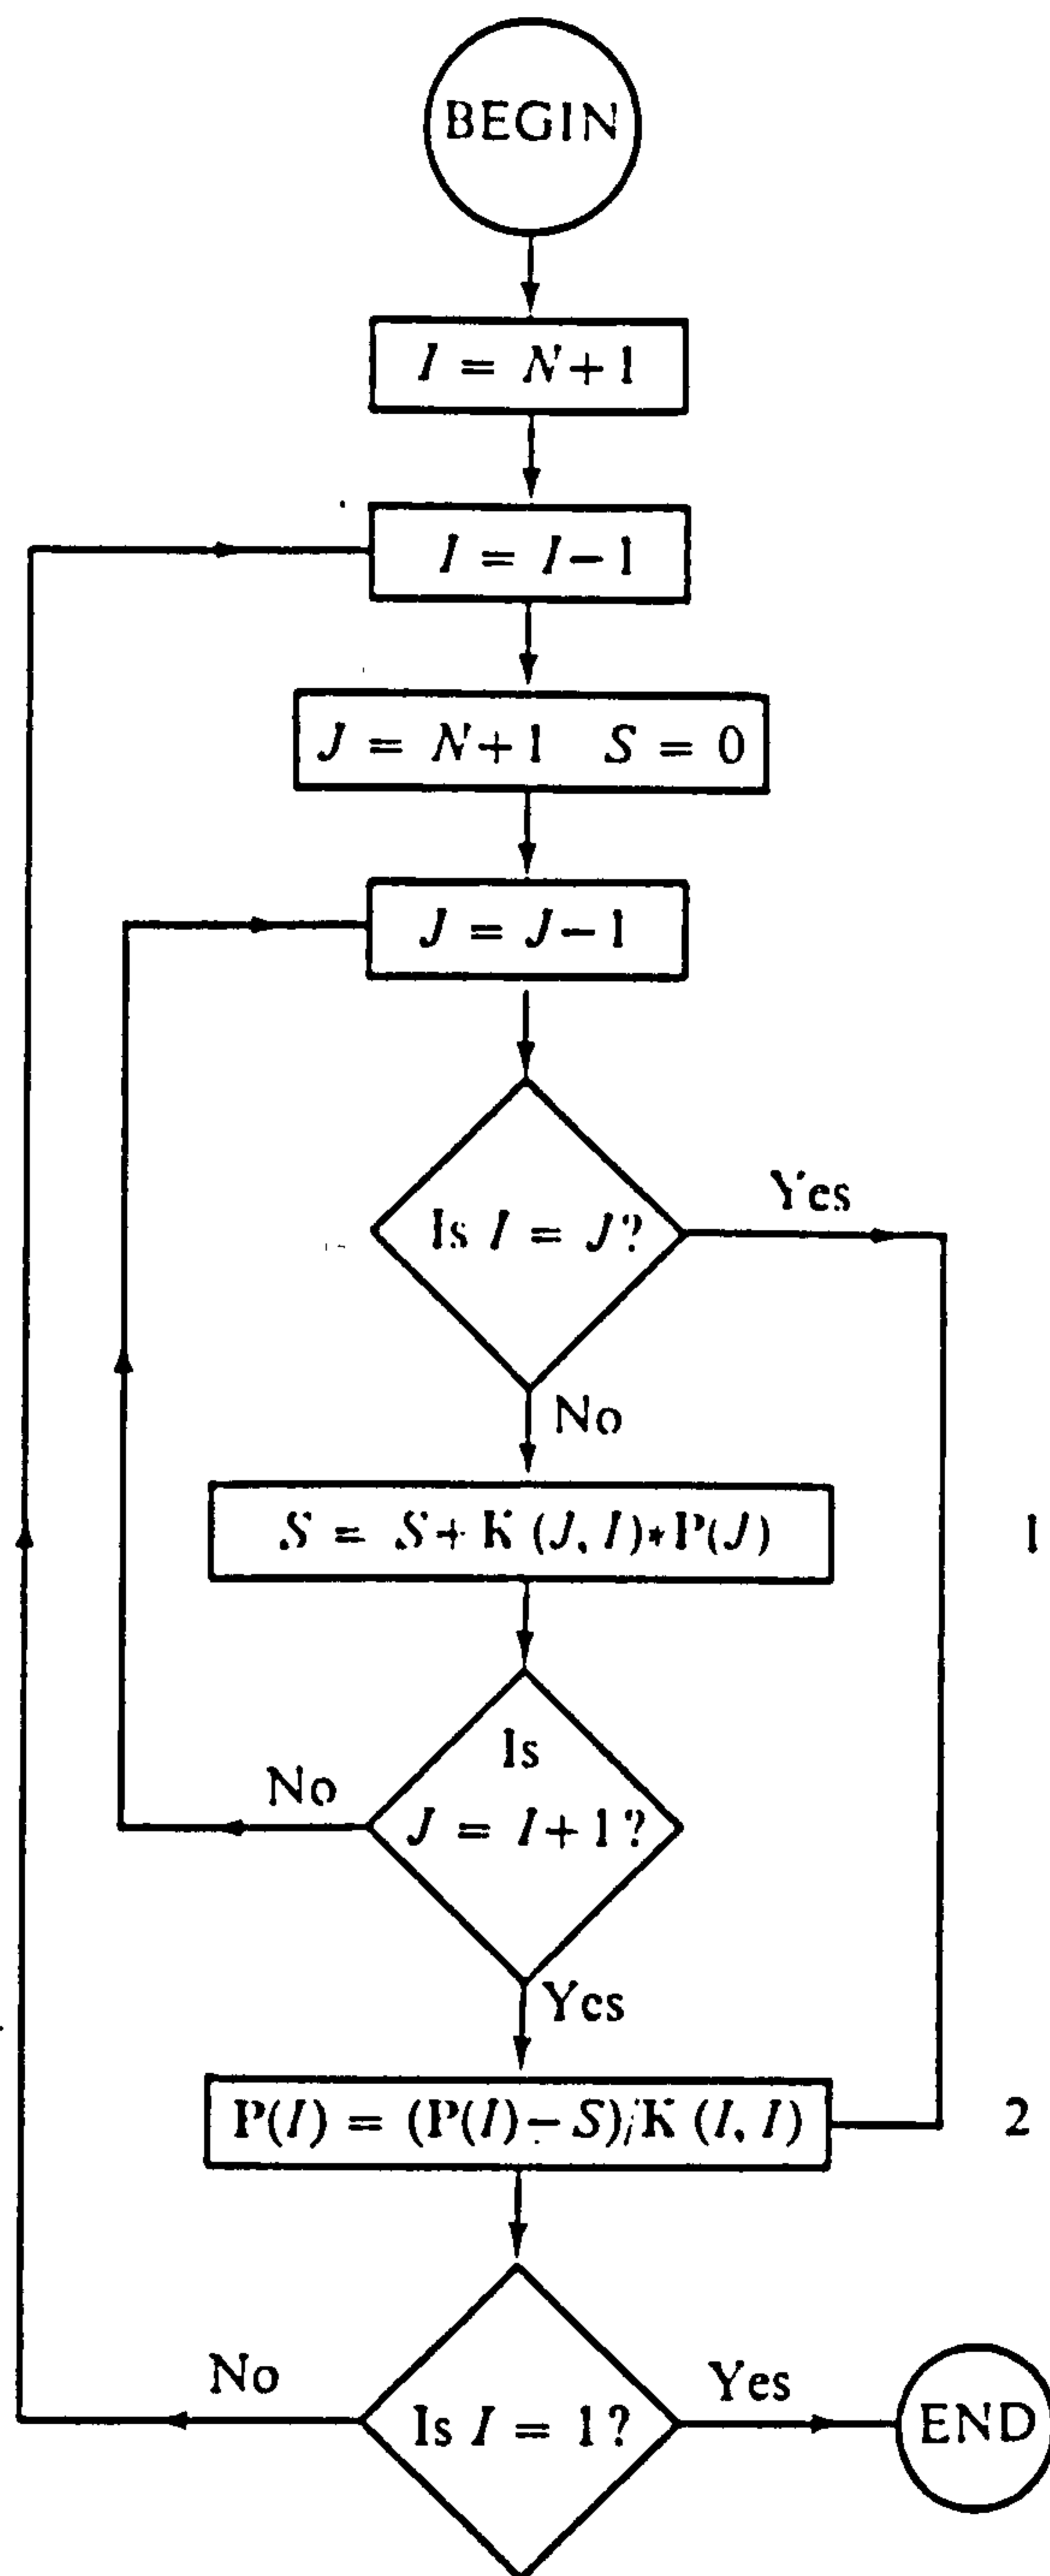 BEGIN
I = N+1
I = I−1
J = N+1 S = 0
J = J−1
Is I = J?
Yes
No
S = S+K (J, I)*P(J)
1
Is
J = I+1?
No
Yes
P(I) = (P(I)−S)/K (I, I)
2
Is I = 1?
No
Yes
END